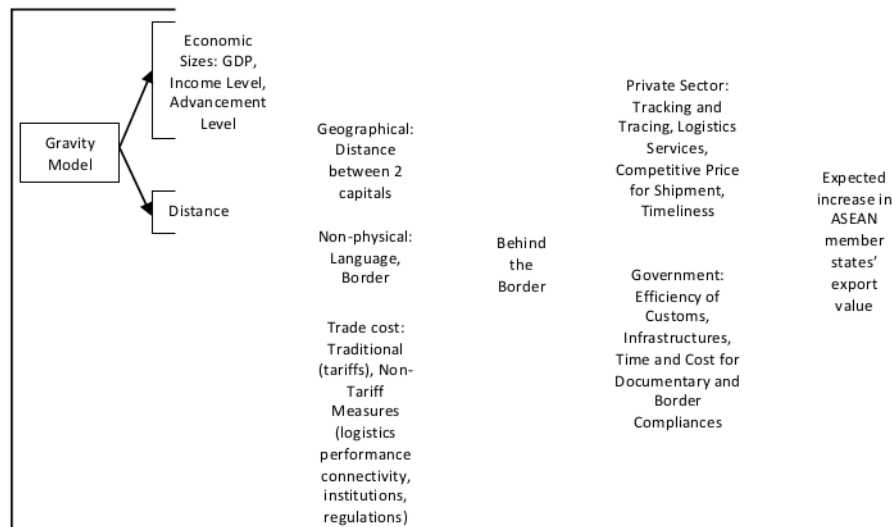 Gravity
Model
Economic
Sizes: GDP,
Income Level,
Advancement
Level
Distance
Geographical:
Distance
between 2
capitals
Non-physical:
Language,
Border
Trade cost:
Traditional
(tariffs), Non-
Tariff
Measures
(logistics
performance
connectivity,
institutions,
regulations)
Behind
the
Border
Private Sector:
Tracking and
Tracing, Logistics
Services,
Competitive Price
for Shipment,
Timeliness
Government:
Efficiency of
Customs,
Infrastructures,
Time and Cost for
Documentary and
Border
Compliances
Expected
increase in
ASEAN
member
states’
export
value